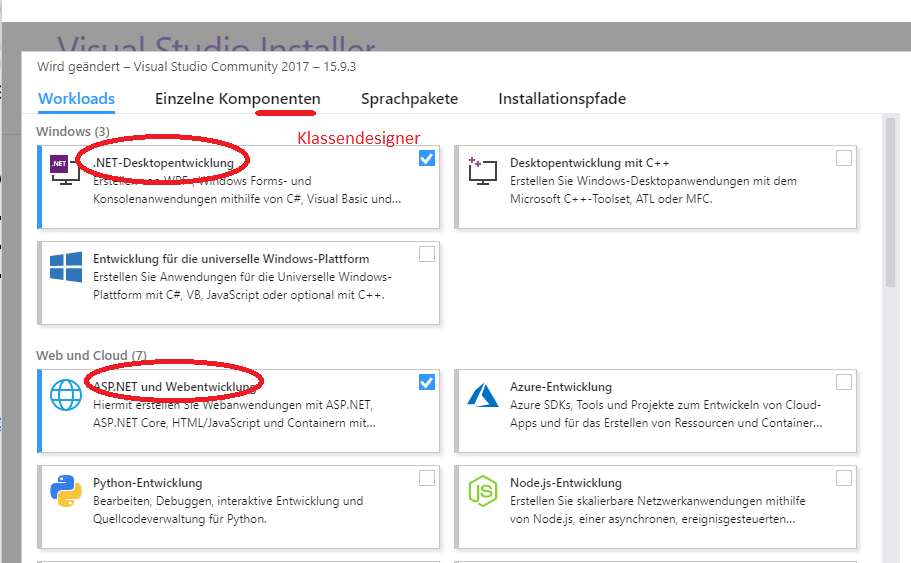 Visual Studio Installer
Wird geändert – Visual Studio Community 2017 – 15.9.3
Workloads Einzelne Komponenten Sprachpakete Installationspfade
Klassendesigner
Windows (3)
.NET
.NET-Desktopentwicklung
Erstellen von WPF-, Windows Forms- und
Konsolenanwendungen mithilfe von C#, Visual Basic und...
Desktopentwicklung mit C++
Erstellen Sie Windows-Desktopanwendungen mit dem
Microsoft C++-Toolset, ATL oder MFC.
Entwicklung für die universelle Windows-Plattform
Erstellen Sie Anwendungen für die Universelle Windows-
Plattform mit C#, VB, JavaScript oder optional mit C++.
Web und Cloud (7)
ASP.NET und Webentwicklung
Hiermit erstellen Sie Webanwendungen mit ASP.NET,
ASP.NET Core, HTML/JavaScript und Containern mit...
Azure-Entwicklung
Azure SDKs, Tools und Projekte zum Entwickeln von Cloud-
Apps und für das Erstellen von Ressourcen und Container...
Python-Entwicklung
Bearbeiten, Debuggen, interaktive Entwicklung und
Quellcodeverwaltung für Python.
JS
Node.js-Entwicklung
Erstellen Sie skalierbare Netzwerkanwendungen mithilfe
von Node.js, einer asynchronen, ereignisgesteuerten...